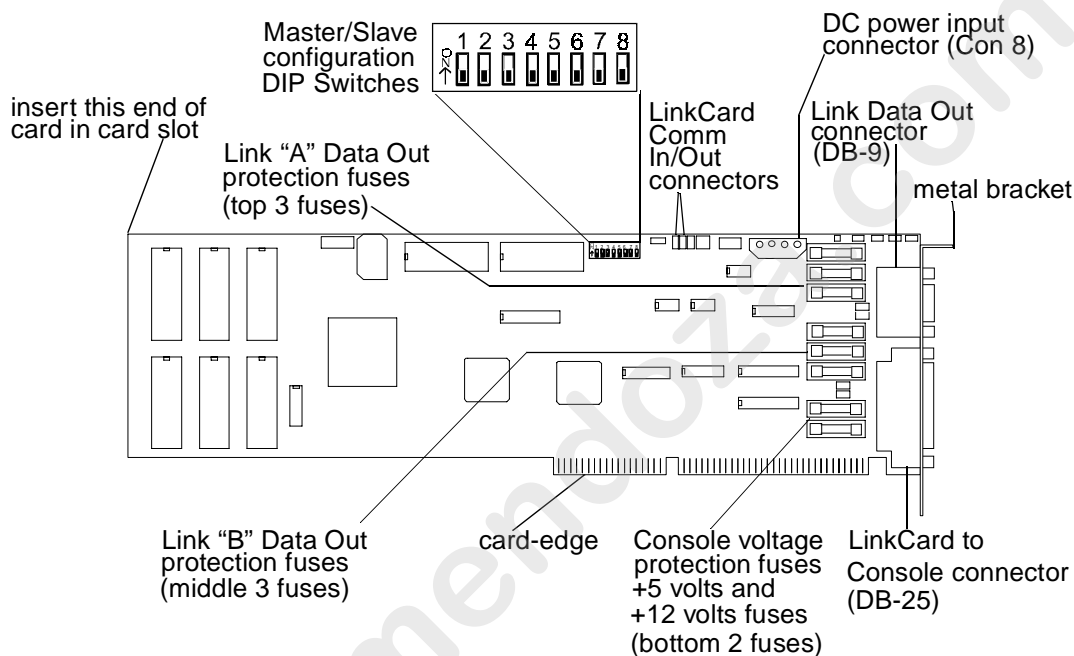 Master/Slave
configuration
DIP Switches
1 2 3 4 5 6 7 8
ON
DC power input
connector (Con 8)
insert this end of
card in card slot
Link “A” Data Out
protection fuses
(top 3 fuses)
LinkCard
Comm
In/Out
connectors
Link Data Out
connector
(DB-9)
metal bracket
Link “B” Data Out
protection fuses
(middle 3 fuses)
card-edge
Console voltage
protection fuses
+5 volts and
+12 volts fuses
(bottom 2 fuses)
LinkCard to
Console connector
(DB-25)
mendoza.com